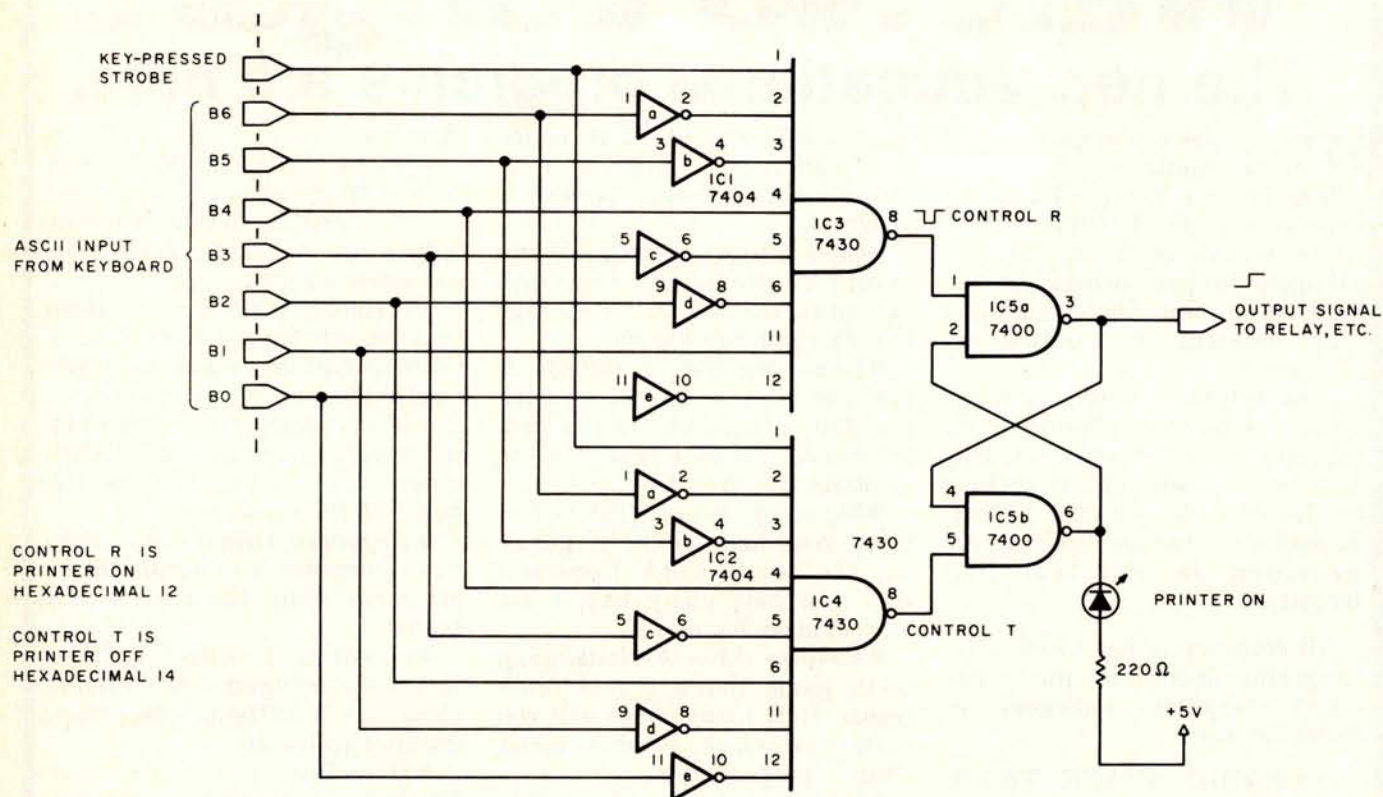 KEY-PRESSED
STROBE
B6
B5
B4
B3
B2
B1
B0
ASCII INPUT
FROM KEYBOARD
1
2
3
4
5
6
11
12
1 a 2
3 b 4
IC1
7404
5 c 6
9 d 8
11 e 10
IC3
7430
8
CONTROL R
1
2
IC5a
7400
3
OUTPUT SIGNAL
TO RELAY, ETC.
1
2
3
4
5
6
11
12
1 a 2
3 b 4
IC2
7404
5 c 6
9 d 8
11 e 10
7430
IC4
7430
8
CONTROL T
4
5
IC5b
7400
6
PRINTER ON
220Ω
+5V
CONTROL R IS
PRINTER ON
HEXADECIMAL 12
CONTROL T IS
PRINTER OFF
HEXADECIMAL 14